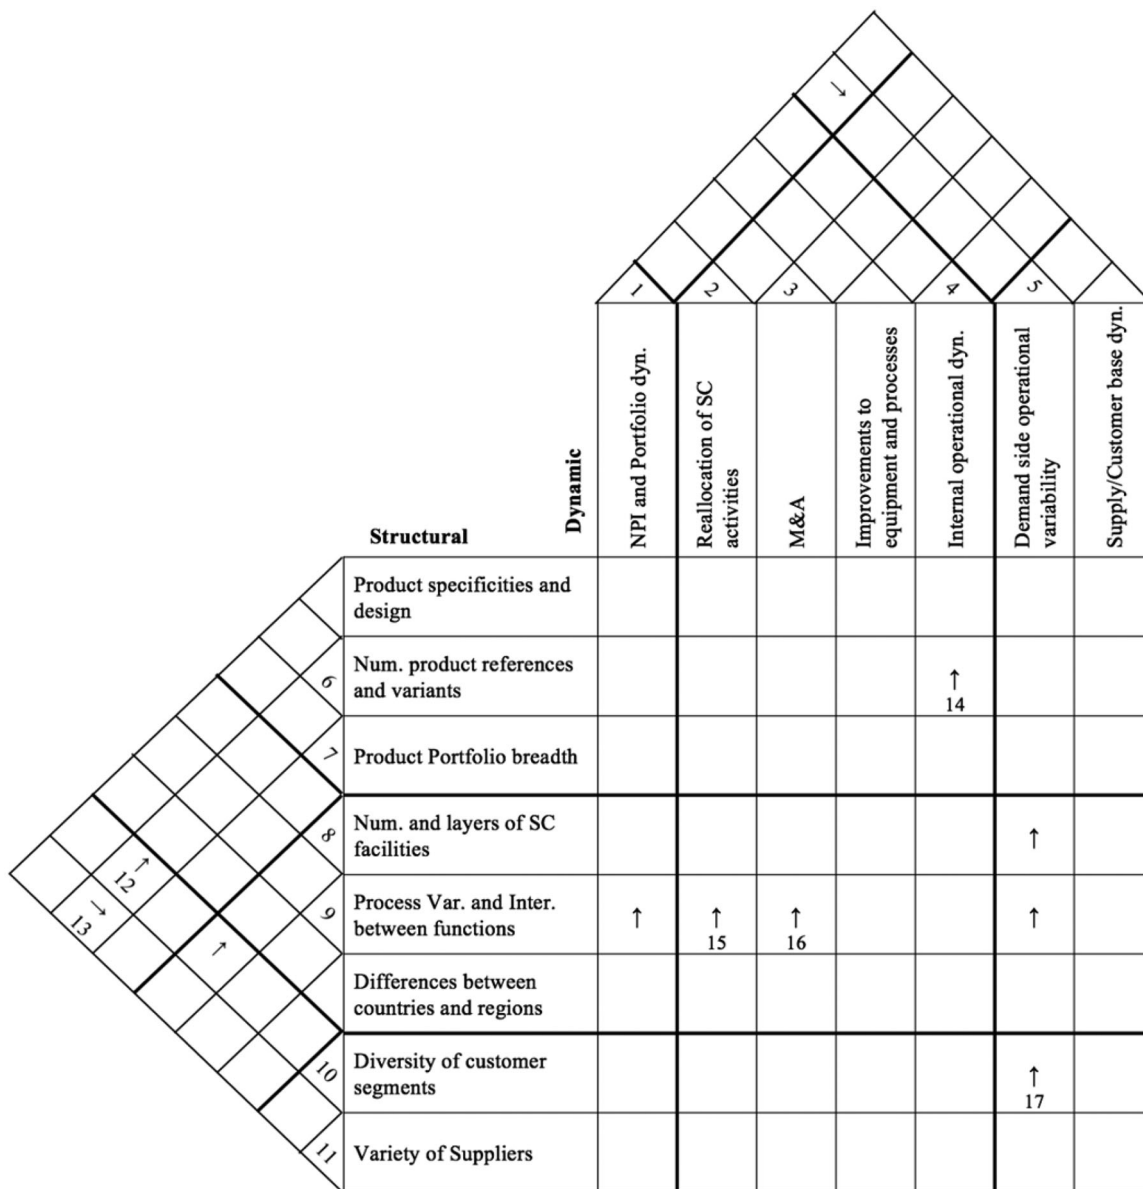 →
1
2
3
4
5
Dynamic
NPI and Portfolio dyn.
Reallocation of SC
activities
M&A
Improvements to
equipment and processes
Internal operational dyn.
Demand side operational
variability
Supply/Customer base dyn.
Structural
Product specificities and
design
6
Num. product references
and variants
↑
14
7
Product Portfolio breadth
8
Num. and layers of SC
facilities
↑
↑
12
→
13
↑
9
Process Var. and Inter.
between functions
↑
↑
15
↑
16
↑
Differences between
countries and regions
10
Diversity of customer
segments
↑
17
11
Variety of Suppliers